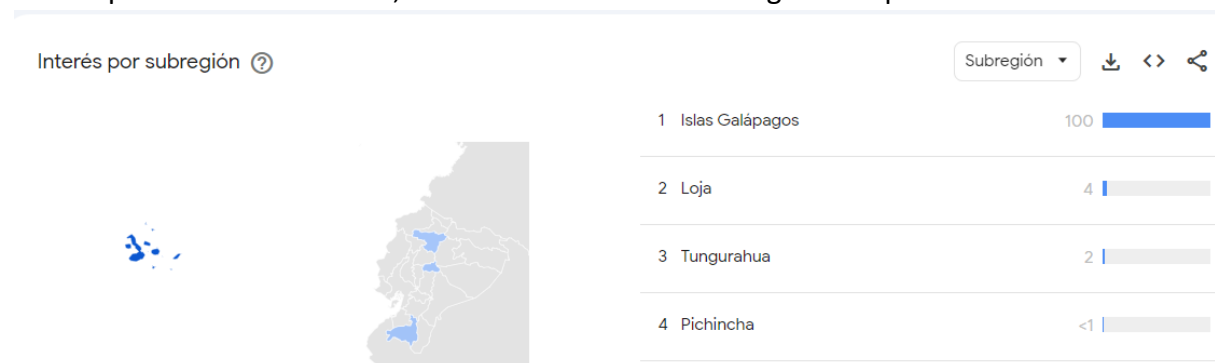 Interés por subregión ?
Subregión
1 Islas Galápagos 100
2 Loja 4
3 Tungurahua 2
4 Pichincha <1